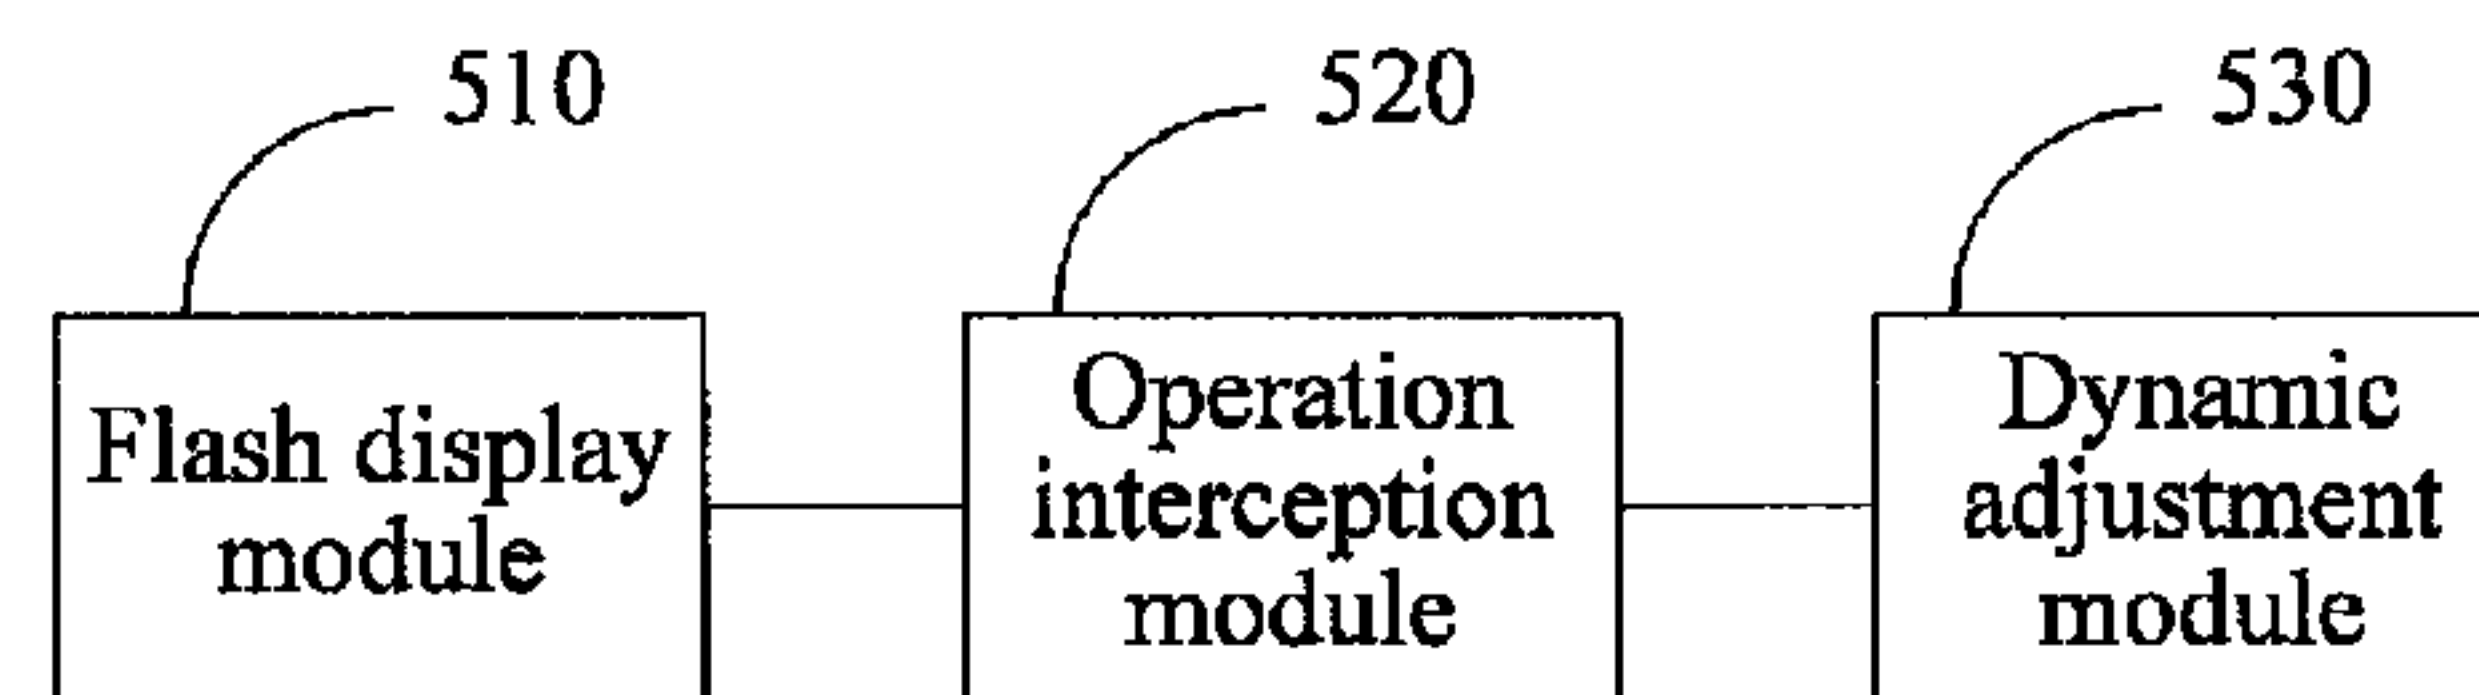 510
520
530
Flash display
module
Operation
interception
module
Dynamic
adjustment
module